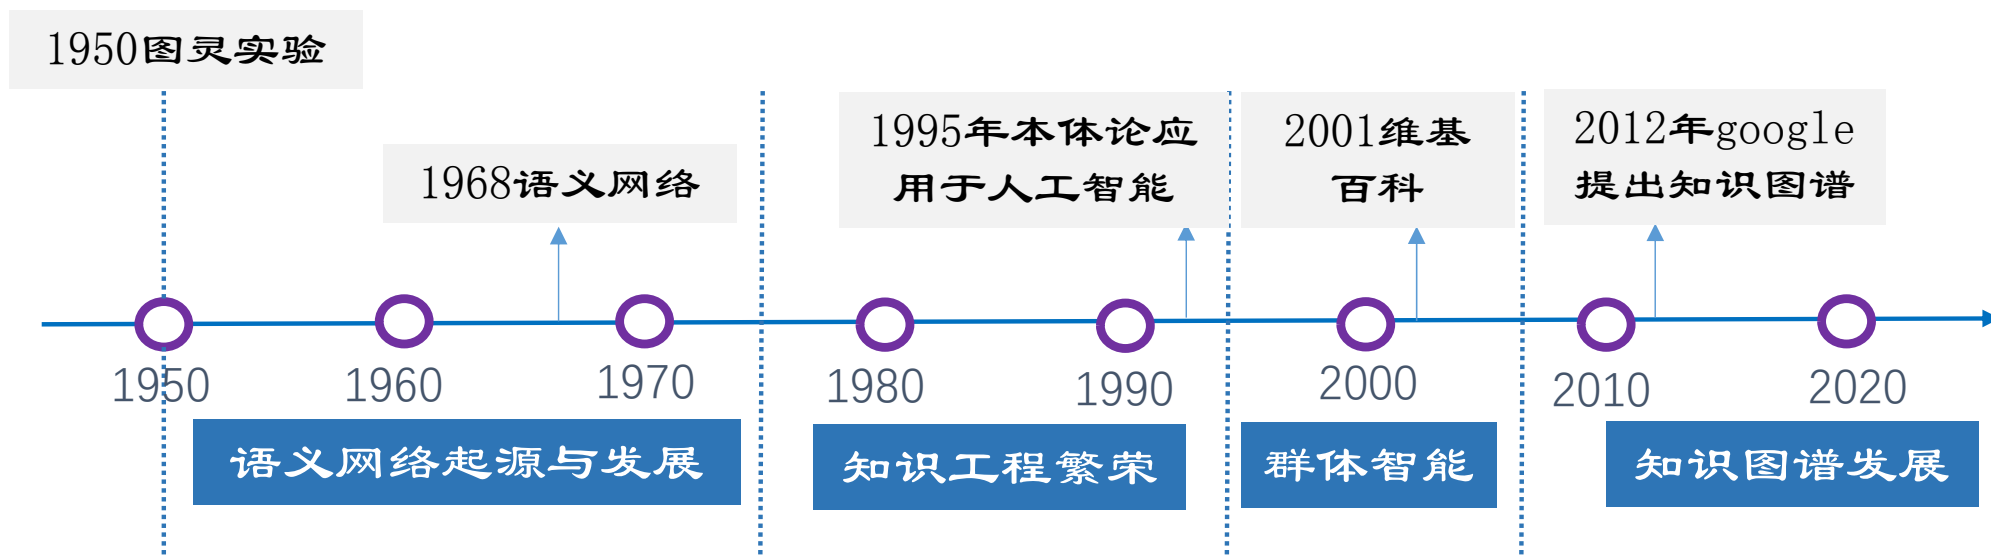 1950图灵实验
1968语义网络
1995年本体论应
用于人工智能
2001维基
百科
2012年google
提出知识图谱
1950
1960
1970
1980
1990
2000
2010
2020
语义网络起源与发展
知识工程繁荣
群体智能
知识图谱发展